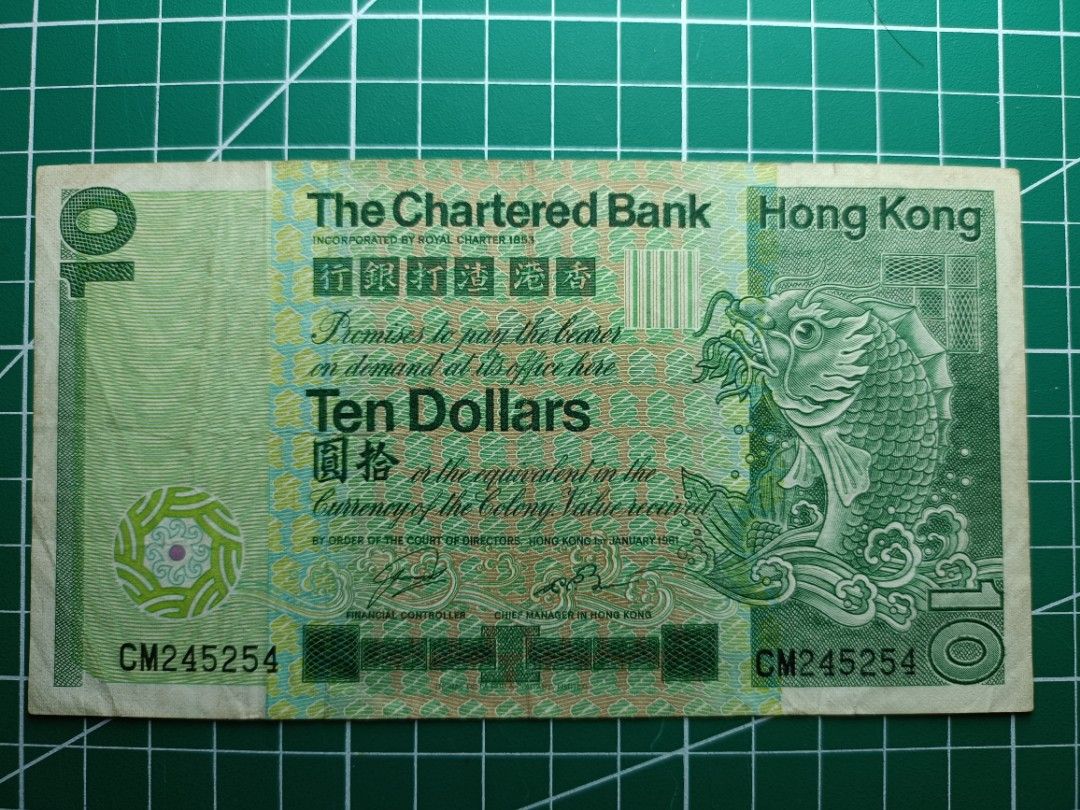 10
The Chartered Bank
Hong Kong
INCORPORATED BY ROYAL CHARTER 1853
行銀打渣港香
Promises to pay the bearer
on demand at its office here
Ten Dollars
圓拾 or the equivalent in the
Currency of the Colony Value received
BY ORDER OF THE COURT OF DIRECTORS HONG KONG 1st JANUARY 1981
FINANCIAL CONTROLLER CHIEF MANAGER IN HONG KONG
CM245254
CM245254
10